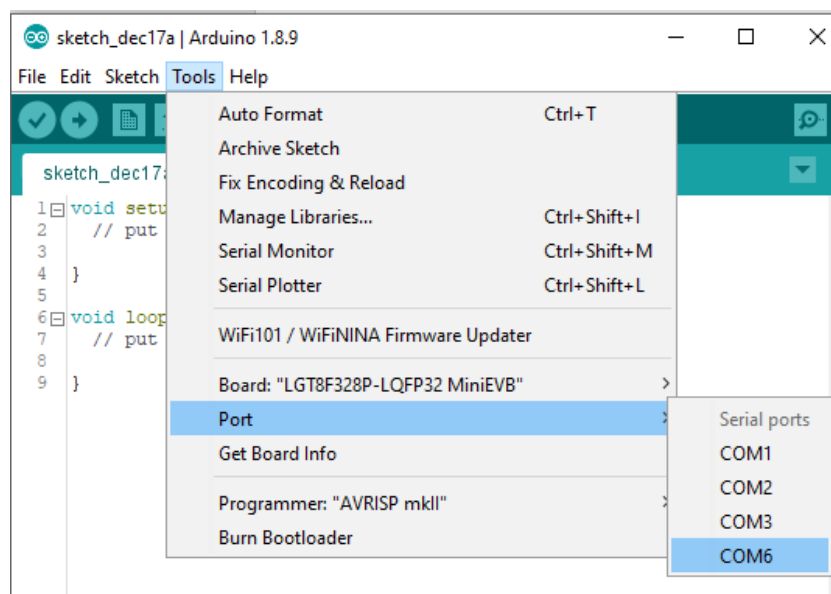 sketch_dec17a | Arduino 1.8.9
File Edit Sketch Tools Help
sketch_dec17a
Auto Format Ctrl+T
Archive Sketch
Fix Encoding & Reload
Manage Libraries... Ctrl+Shift+I
Serial Monitor Ctrl+Shift+M
Serial Plotter Ctrl+Shift+L
WiFi101 / WiFiNINA Firmware Updater
Board: "LGT8F328P-LQFP32 MiniEVB"
Port
Get Board Info
Programmer: "AVRISP mkII"
Burn Bootloader
Serial ports
COM1
COM2
COM3
COM6
1 void setu
2 // put
3
4 }
5
6 void loop
7 // put
8
9 }